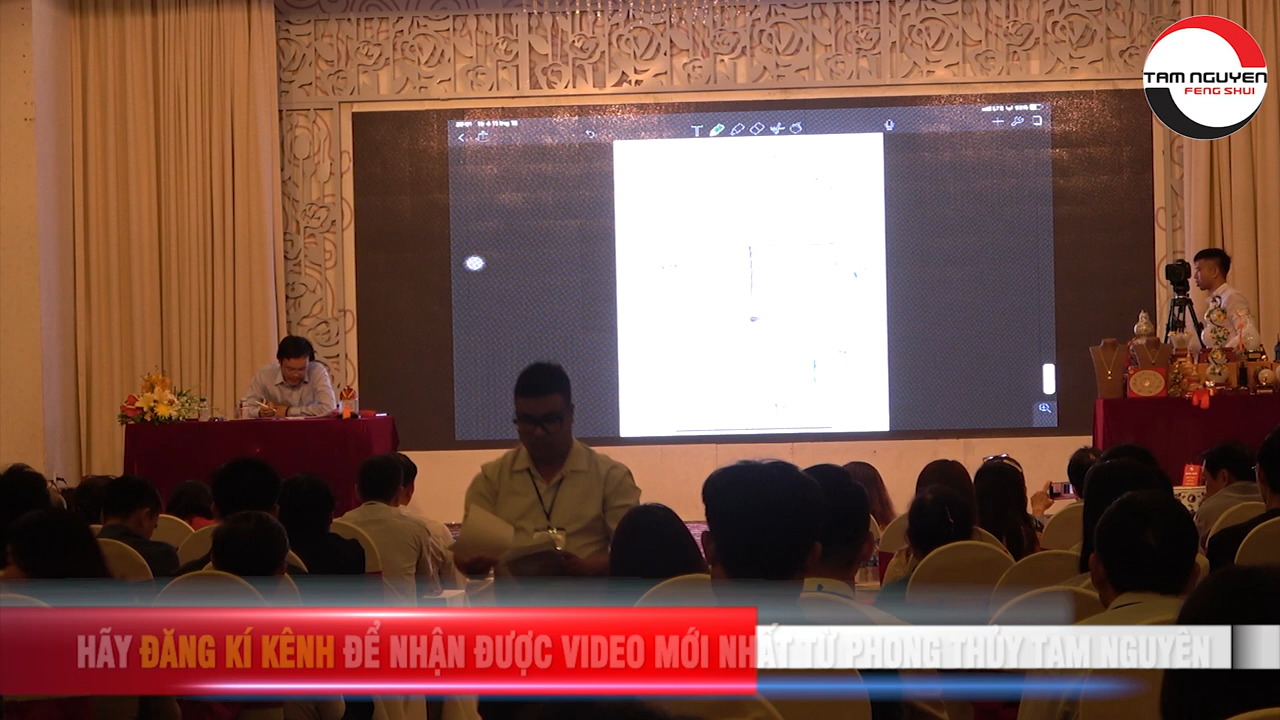 TAM NGUYEN
FENG SHUI
HÃY ĐĂNG KÍ KÊNH ĐỂ NHẬN ĐƯỢC VIDEO MỚI NHẤT TỪ PHONG THỦY TAM NGUYÊN